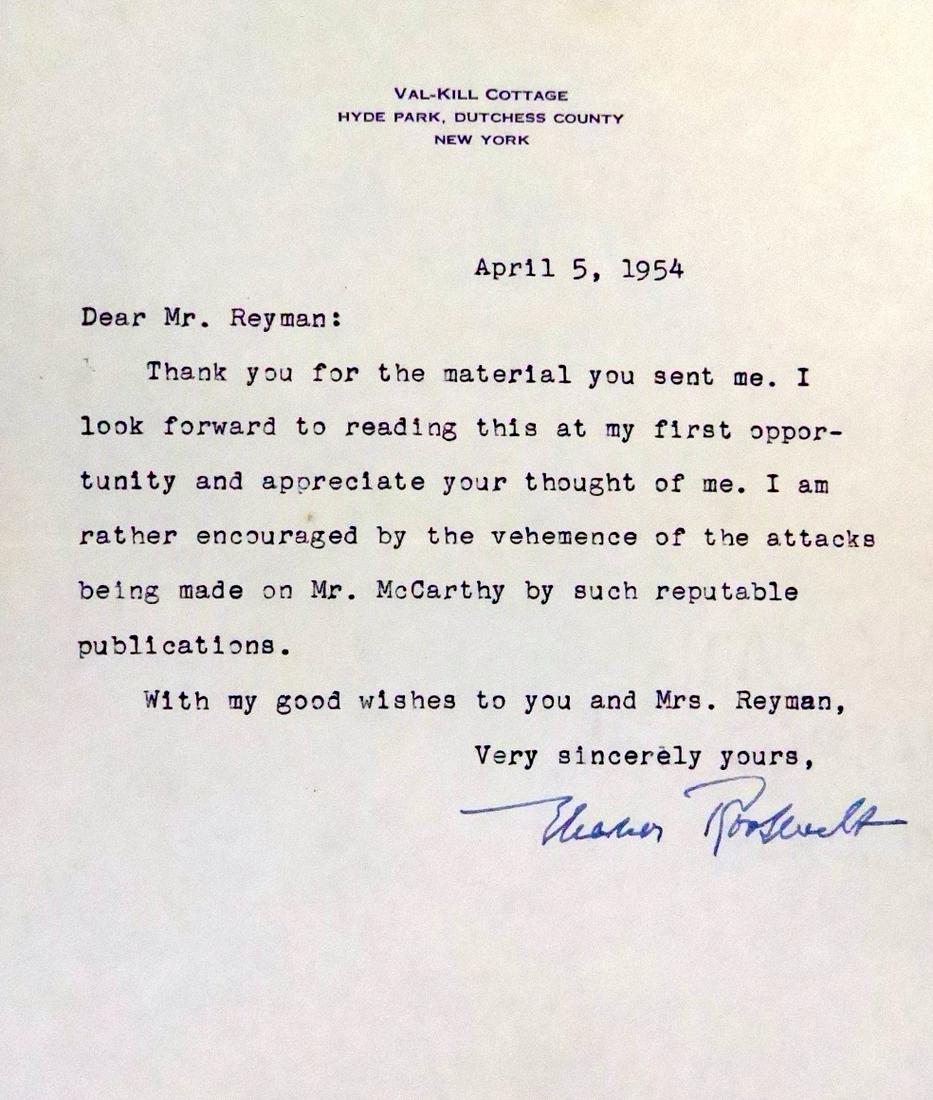 VAL-KILL COTTAGE
HYDE PARK, DUTCHESS COUNTY
NEW YORK
April 5, 1954
Dear Mr. Reyman:
Thank you for the material you sent me. I
look forward to reading this at my first oppor-
tunity and appreciate your thought of me. I am
rather encouraged by the vehemence of the attacks
being made on Mr. McCarthy by such reputable
publications.
With my good wishes to you and Mrs. Reyman,
Very sincerely yours,
Eleanor Roosevelt